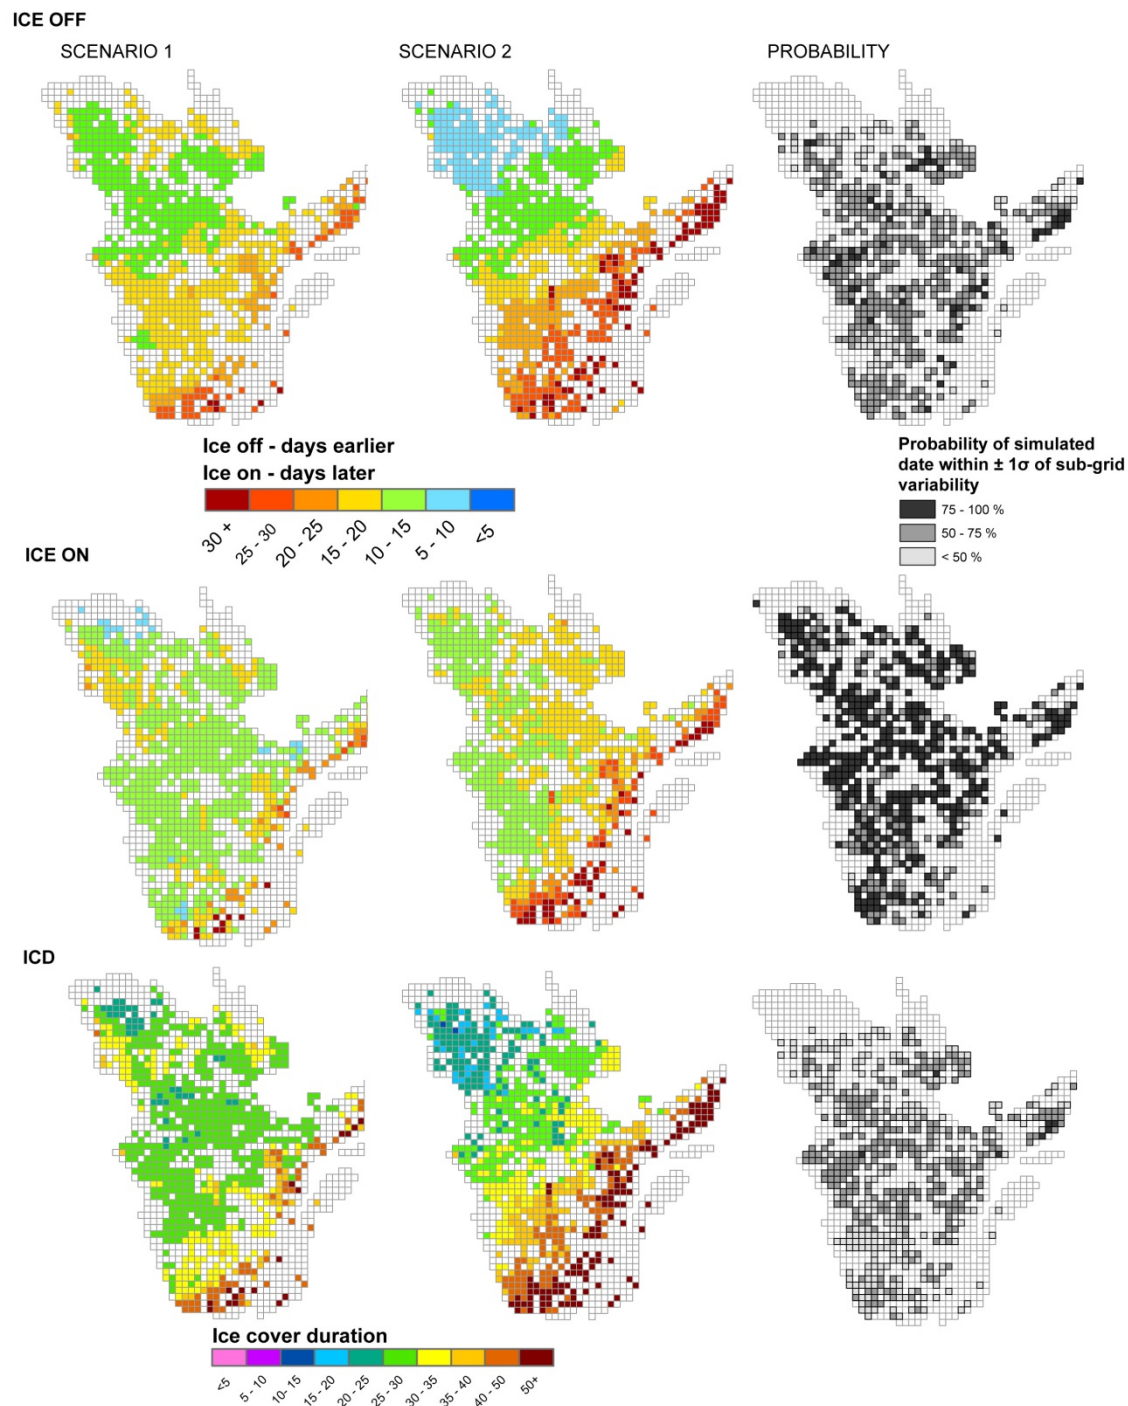 ICE OFF
SCENARIO 1
SCENARIO 2
PROBABILITY
Ice off - days earlier
Ice on - days later
30 +
25 - 30
20 - 25
15 - 20
10 - 15
5 - 10
<5
Probability of simulated
date within ± 1σ of sub-grid
variability
75 - 100 %
50 - 75 %
< 50 %
ICE ON
ICD
Ice cover duration
<5
5 - 10
10- 15
15 - 20
20 - 25
25 - 30
30 - 35
35 - 40
40 - 50
50+